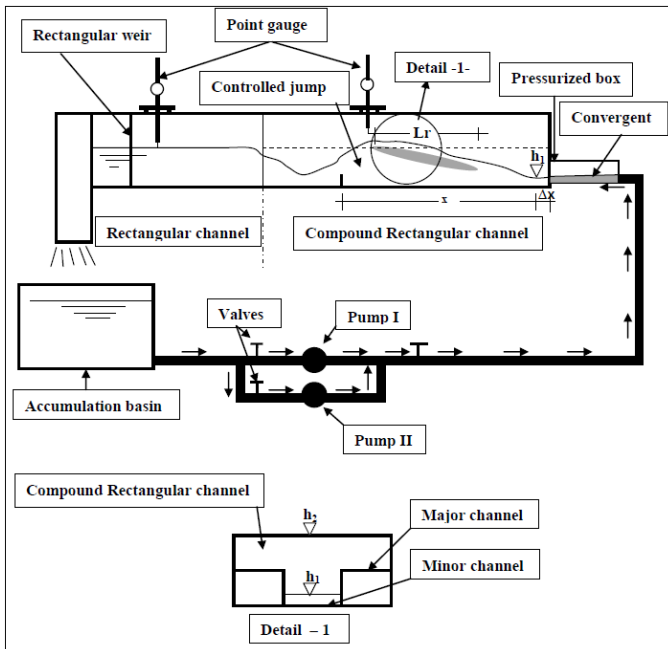 Point gauge
Rectangular weir
Detail -1-
Controlled jump
Pressurized box
Convergent
Lr
h1
x
Δx
Rectangular channel
Compound Rectangular channel
Valves
Pump I
Accumulation basin
Pump II
Compound Rectangular channel
h2
Major channel
h1
Minor channel
Detail – 1